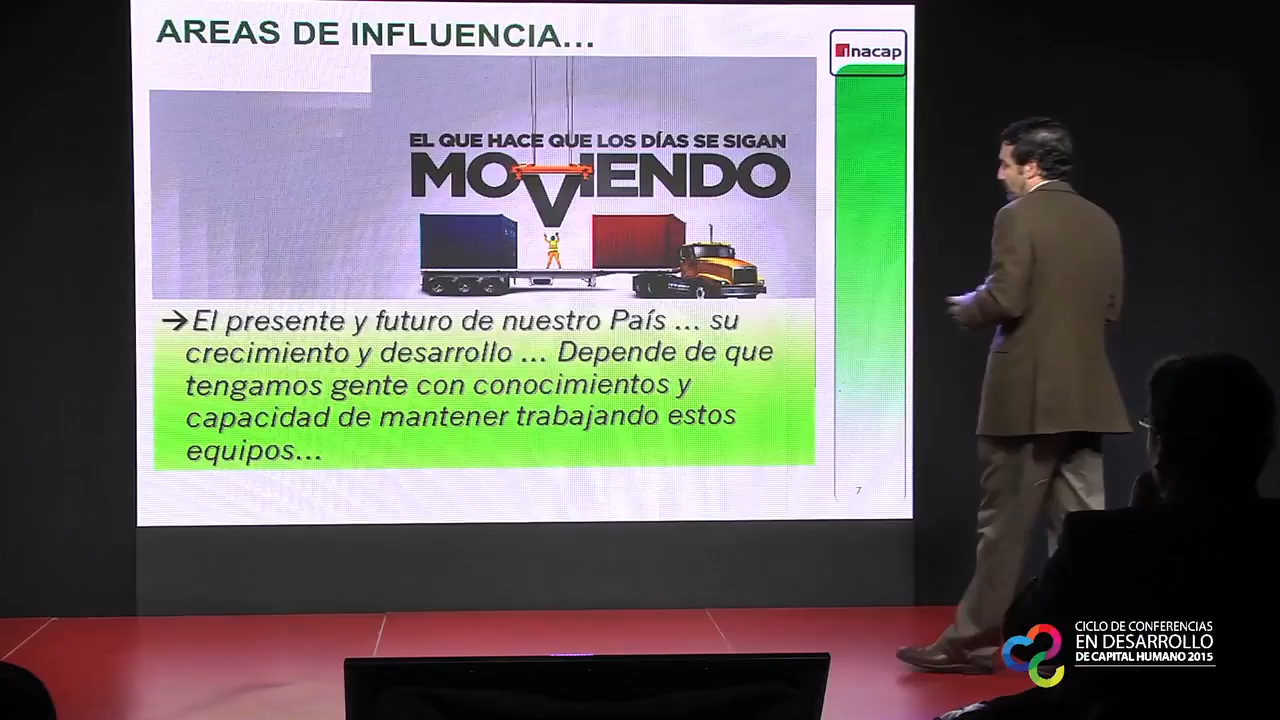 AREAS DE INFLUENCIA...
inacap
EL QUE HACE QUE LOS DÍAS SE SIGAN
MOVIENDO
→El presente y futuro de nuestro País ... su
crecimiento y desarrollo ... Depende de que
tengamos gente con conocimientos y
capacidad de mantener trabajando estos
equipos...
7
CICLO DE CONFERENCIAS
EN DESARROLLO
DE CAPITAL HUMANO 2015